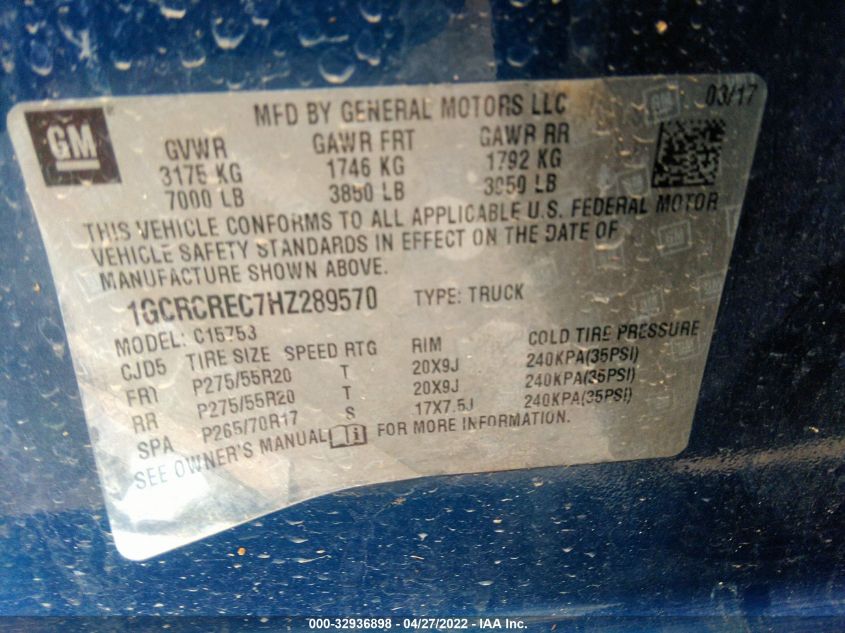 GM
MFD BY GENERAL MOTORS LLC 03/17
GVWR GAWR FRT GAWR RR
3175 KG 1746 KG 1792 KG
7000 LB 3850 LB 3950 LB
THIS VEHICLE CONFORMS TO ALL APPLICABLE U.S. FEDERAL MOTOR
VEHICLE SAFETY STANDARDS IN EFFECT ON THE DATE OF
MANUFACTURE SHOWN ABOVE.
1GCRCREC7HZ289570 TYPE: TRUCK
MODEL: C15753
CJD5 TIRE SIZE SPEED RTG RIM COLD TIRE PRESSURE
FRT P275/55R20 T 20X9J 240KPA(35PSI)
RR P275/55R20 T 20X9J 240KPA(35PSI)
SPA P265/70R17 S 17X7.5J 240KPA(35PSI)
SEE OWNER'S MANUAL FOR MORE INFORMATION.
000-32936898 - 04/27/2022 - IAA Inc.